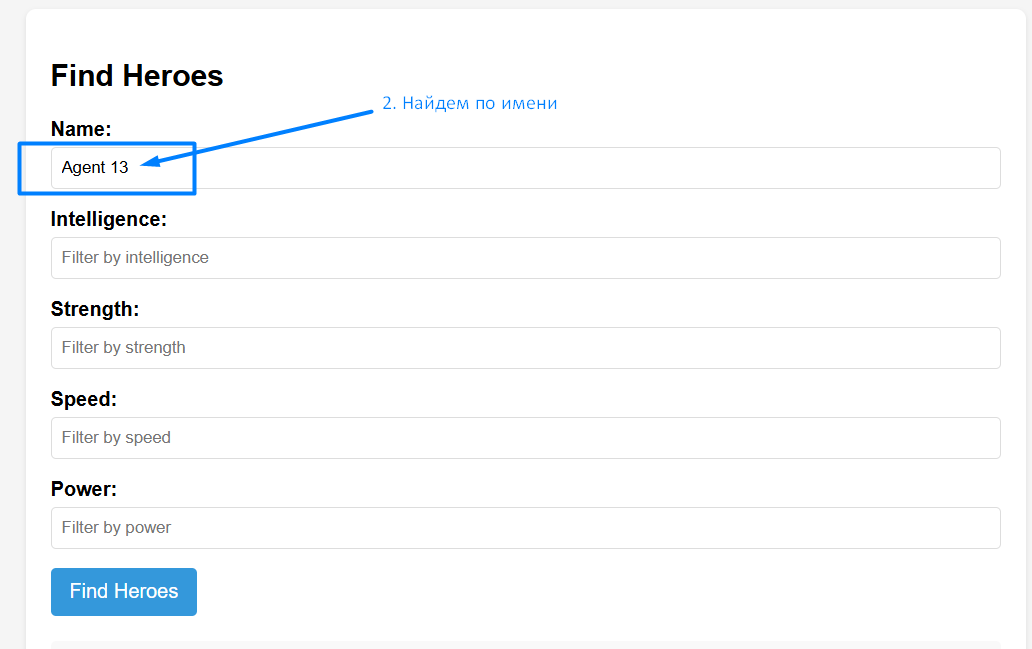 Find Heroes
2. Найдем по имени
Name:
Agent 13
Intelligence:
Filter by intelligence
Strength:
Filter by strength
Speed:
Filter by speed
Power:
Filter by power
Find Heroes